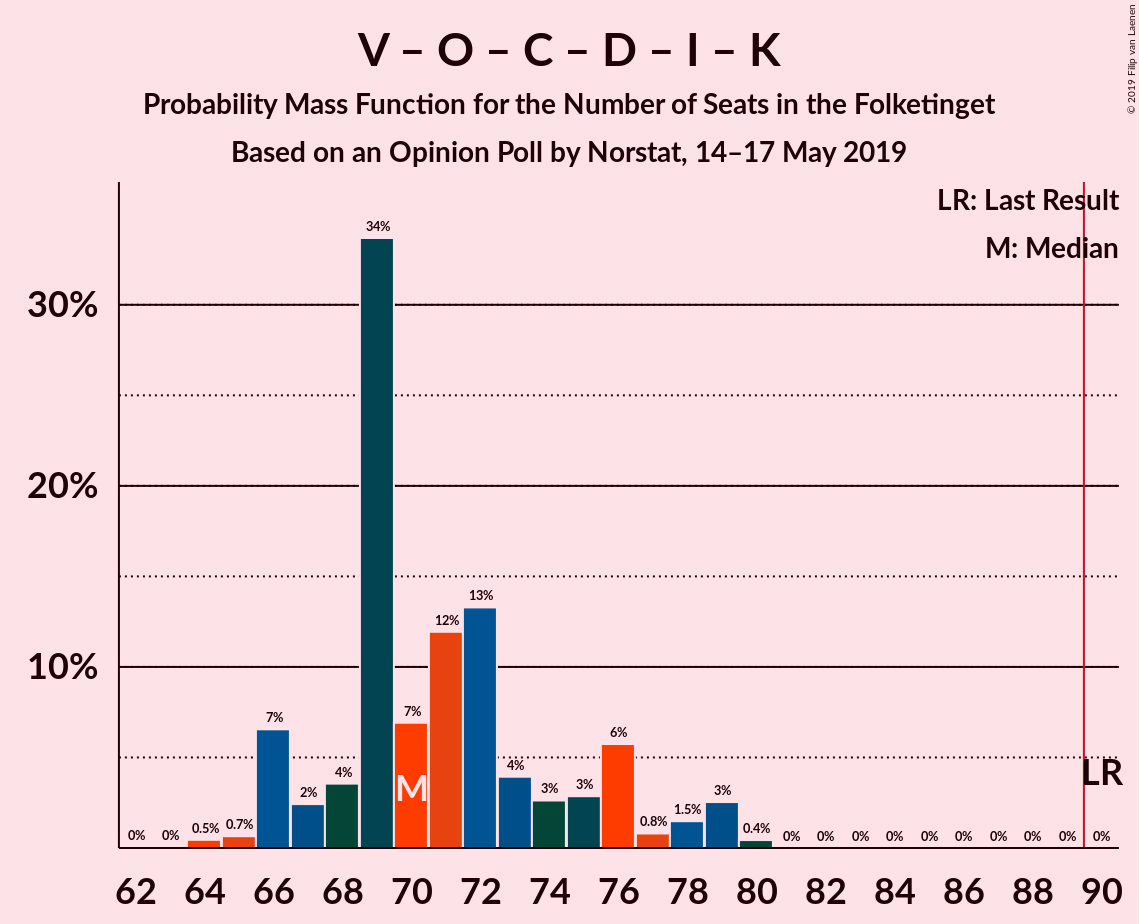 V – O – C – D – I – K
Probability Mass Function for the Number of Seats in the Folketinget
Based on an Opinion Poll by Norstat, 14–17 May 2019
© 2019 Filip van Laenen
LR: Last Result
M: Median
30%
20%
10%
0% 0% 0.5% 0.7% 7% 2% 4% 34% 7% 12% 13% 4% 3% 3% 6% 0.8% 1.5% 3% 0.4% 0% 0% 0% 0% 0% 0% 0% 0% 0% 0%
M
LR
62 64 66 68 70 72 74 76 78 80 82 84 86 88 90